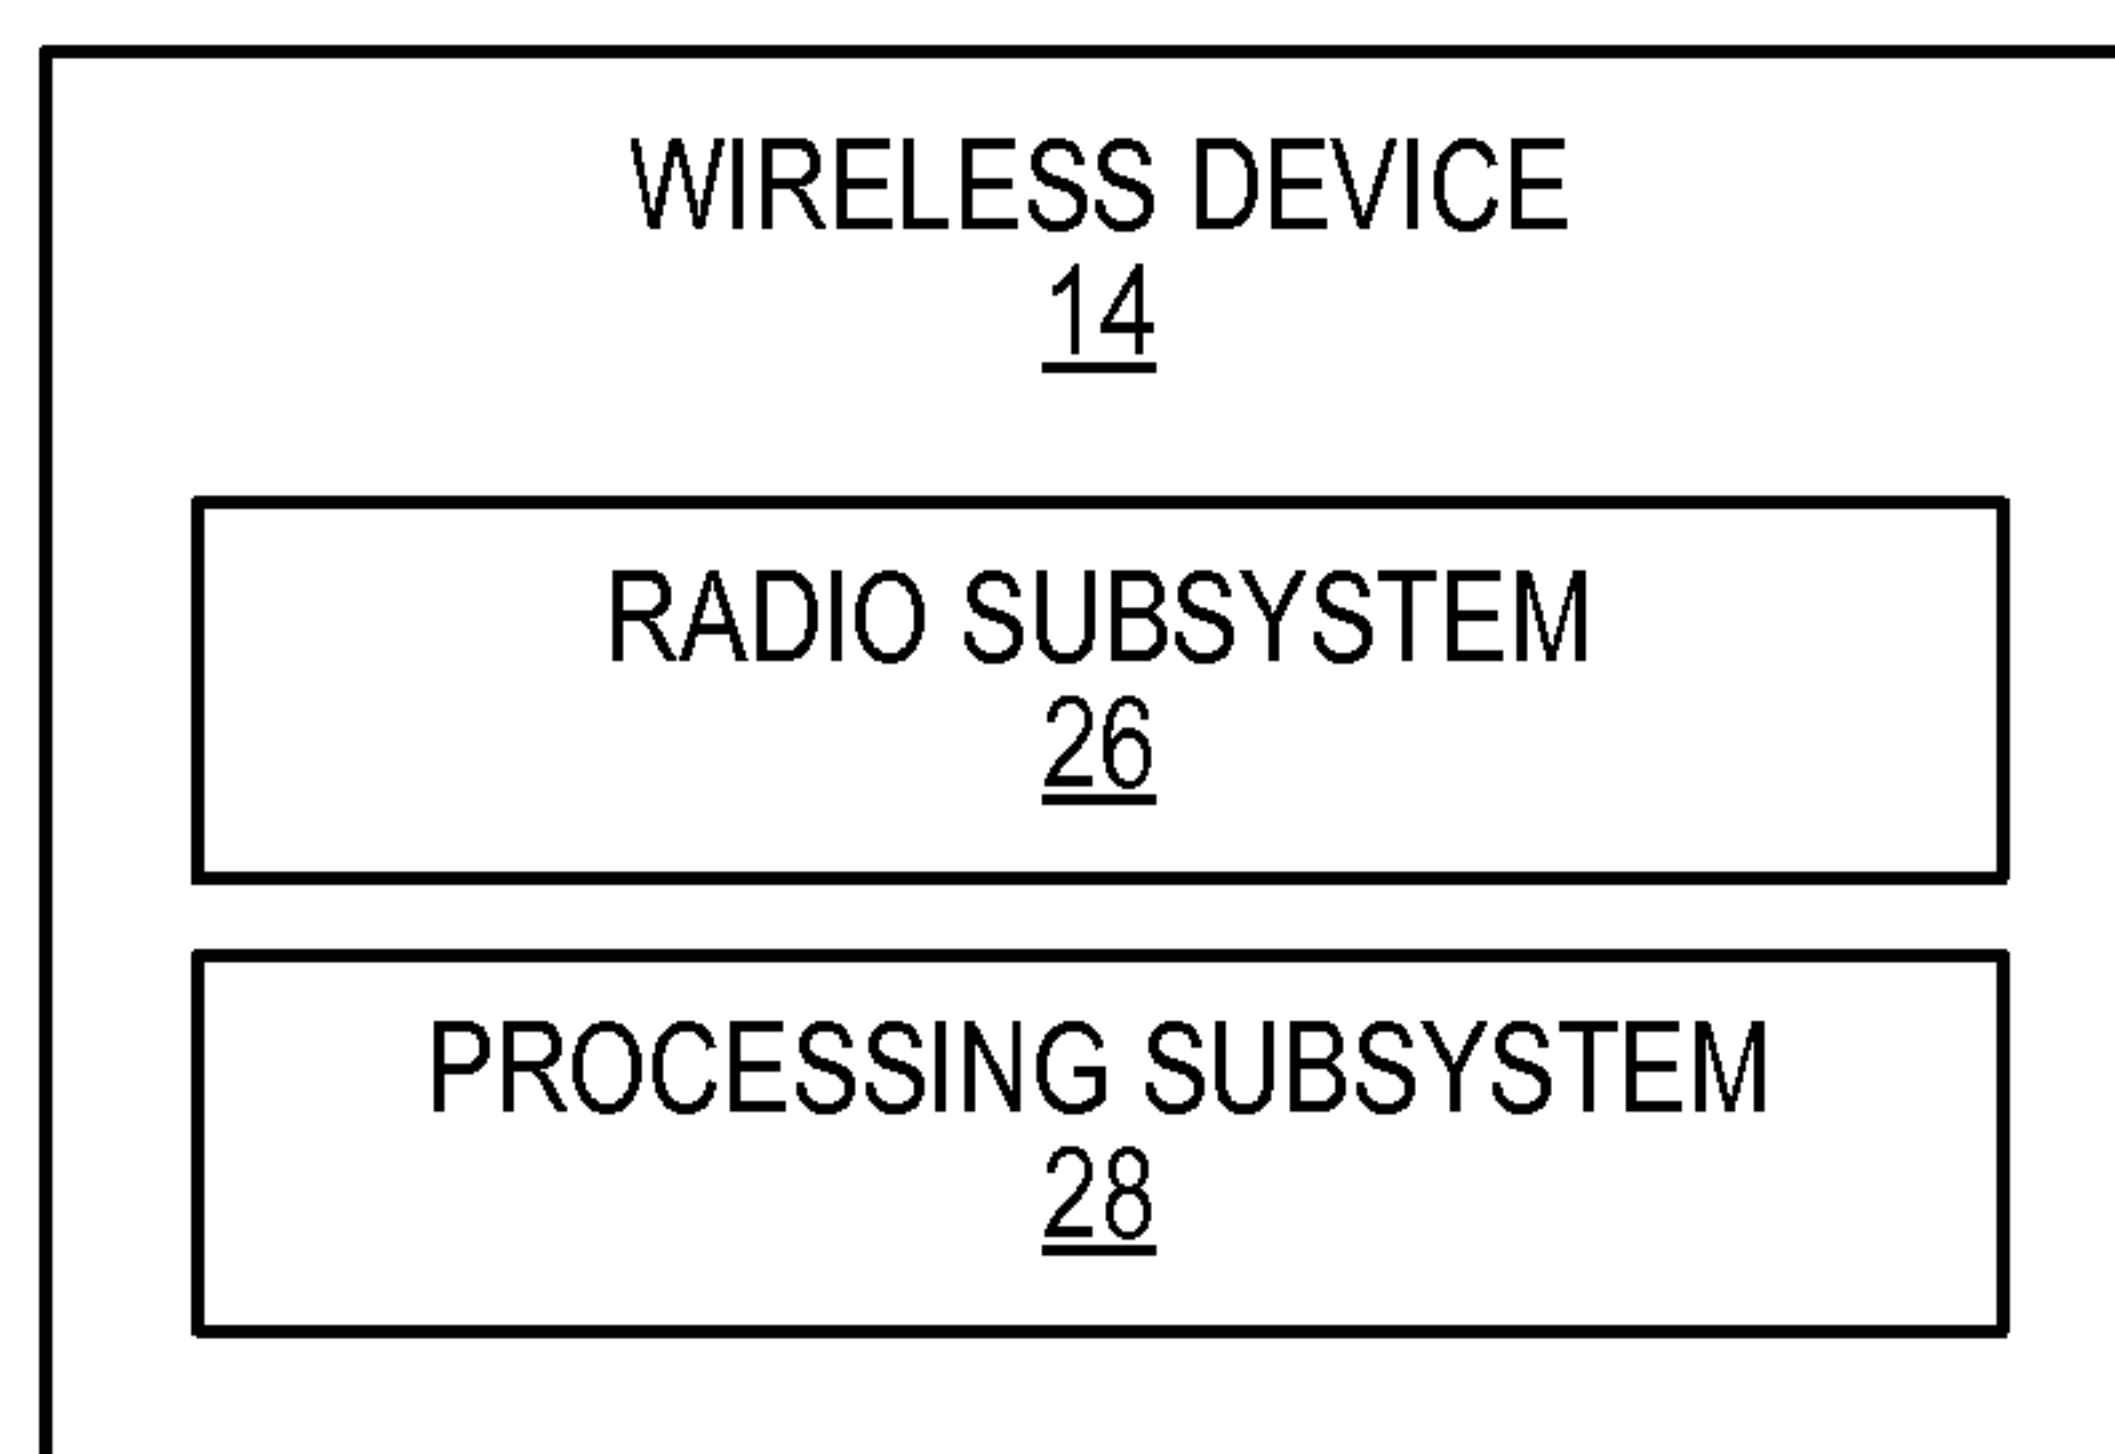 WIRELESS DEVICE
14
RADIO SUBSYSTEM
26
PROCESSING SUBSYSTEM
28